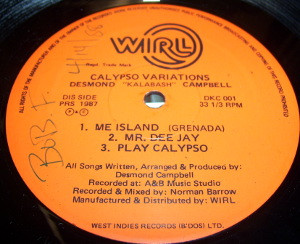 WIRL
Regd. Trade Mark
CALYPSO VARIATIONS
DESMOND "KALABASH" CAMPBELL
DIS SIDE
PRS 1987
DKC 001
33 1/3 RPM
1. ME ISLAND (GRENADA)
2. MR. DEE JAY
3. PLAY CALYPSO
All Songs Written, Arranged & Produced by:
Desmond Campbell
Recorded at: A&B Music Studio
Recorded & Mixed by: Norman Barrow
Manufactured & Distributed by: WIRL
WEST INDIES RECORDS (B'DOS) LTD.
BOB F.